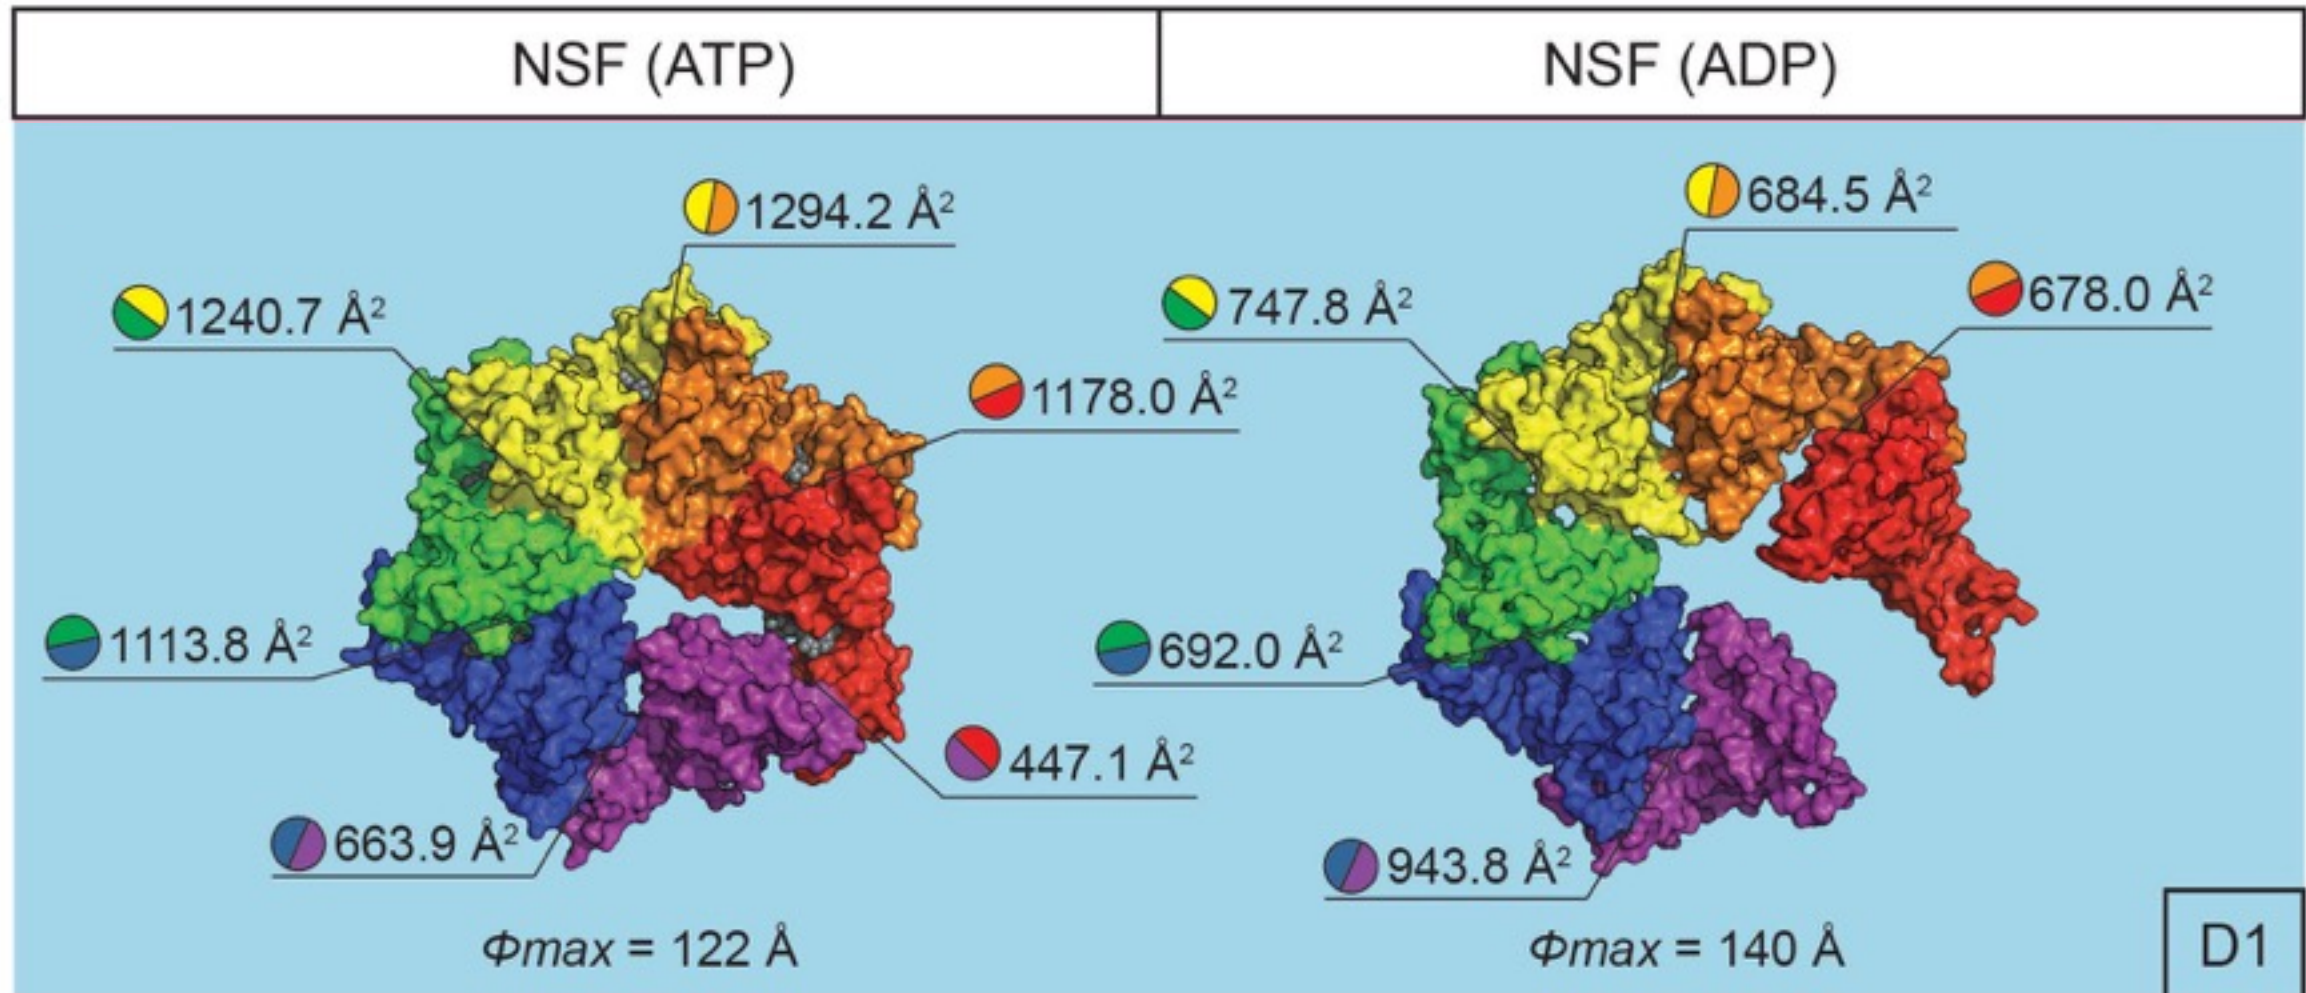 NSF (ATP)
NSF (ADP)
1294.2 Å²
1240.7 Å²
1178.0 Å²
1113.8 Å²
447.1 Å²
663.9 Å²
Φmax = 122 Å
684.5 Å²
747.8 Å²
678.0 Å²
692.0 Å²
943.8 Å²
Φmax = 140 Å
D1